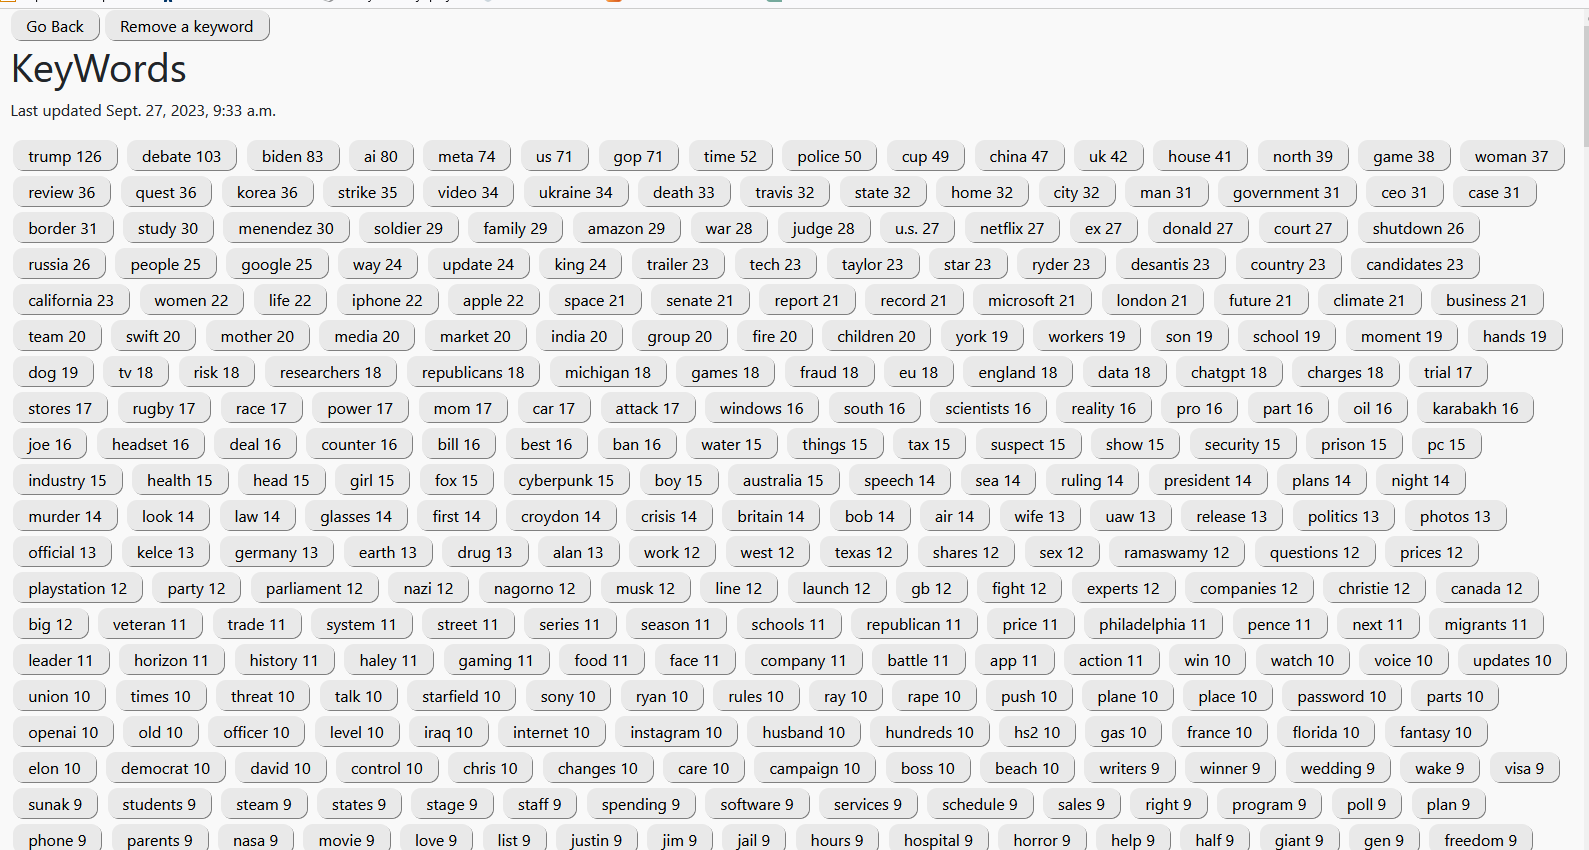 Go Back Remove a keyword
KeyWords
Last updated Sept. 27, 2023, 9:33 a.m.
trump 126 debate 103 biden 83 ai 80 meta 74 us 71 gop 71 time 52 police 50 cup 49 china 47 uk 42 house 41 north 39 game 38 woman 37
review 36 quest 36 korea 36 strike 35 video 34 ukraine 34 death 33 travis 32 state 32 home 32 city 32 man 31 government 31 ceo 31 case 31
border 31 study 30 menendez 30 soldier 29 family 29 amazon 29 war 28 judge 28 u.s. 27 netflix 27 ex 27 donald 27 court 27 shutdown 26
russia 26 people 25 google 25 way 24 update 24 king 24 trailer 23 tech 23 taylor 23 star 23 ryder 23 desantis 23 country 23 candidates 23
california 23 women 22 life 22 iphone 22 apple 22 space 21 senate 21 report 21 record 21 microsoft 21 london 21 future 21 climate 21 business 21
team 20 swift 20 mother 20 media 20 market 20 india 20 group 20 fire 20 children 20 york 19 workers 19 son 19 school 19 moment 19 hands 19
dog 19 tv 18 risk 18 researchers 18 republicans 18 michigan 18 games 18 fraud 18 eu 18 england 18 data 18 chatgpt 18 charges 18 trial 17
stores 17 rugby 17 race 17 power 17 mom 17 car 17 attack 17 windows 16 south 16 scientists 16 reality 16 pro 16 part 16 oil 16 karabakh 16
joe 16 headset 16 deal 16 counter 16 bill 16 best 16 ban 16 water 15 things 15 tax 15 suspect 15 show 15 security 15 prison 15 pc 15
industry 15 health 15 head 15 girl 15 fox 15 cyberpunk 15 boy 15 australia 15 speech 14 sea 14 ruling 14 president 14 plans 14 night 14
murder 14 look 14 law 14 glasses 14 first 14 croydon 14 crisis 14 britain 14 bob 14 air 14 wife 13 uaw 13 release 13 politics 13 photos 13
official 13 kelce 13 germany 13 earth 13 drug 13 alan 13 work 12 west 12 texas 12 shares 12 sex 12 ramaswamy 12 questions 12 prices 12
playstation 12 party 12 parliament 12 nazi 12 nagorno 12 musk 12 line 12 launch 12 gb 12 fight 12 experts 12 companies 12 christie 12 canada 12
big 12 veteran 11 trade 11 system 11 street 11 series 11 season 11 schools 11 republican 11 price 11 philadelphia 11 pence 11 next 11 migrants 11
leader 11 horizon 11 history 11 haley 11 gaming 11 food 11 face 11 company 11 battle 11 app 11 action 11 win 10 watch 10 voice 10 updates 10
union 10 times 10 threat 10 talk 10 starfield 10 sony 10 ryan 10 rules 10 ray 10 rape 10 push 10 plane 10 place 10 password 10 parts 10
openai 10 old 10 officer 10 level 10 iraq 10 internet 10 instagram 10 husband 10 hundreds 10 hs2 10 gas 10 france 10 florida 10 fantasy 10
elon 10 democrat 10 david 10 control 10 chris 10 changes 10 care 10 campaign 10 boss 10 beach 10 writers 9 winner 9 wedding 9 wake 9 visa 9
sunak 9 students 9 steam 9 states 9 stage 9 staff 9 spending 9 software 9 services 9 schedule 9 sales 9 right 9 program 9 poll 9 plan 9
phone 9 parents 9 nasa 9 movie 9 love 9 list 9 justin 9 jim 9 jail 9 hours 9 hospital 9 horror 9 help 9 half 9 giant 9 gen 9 freedom 9